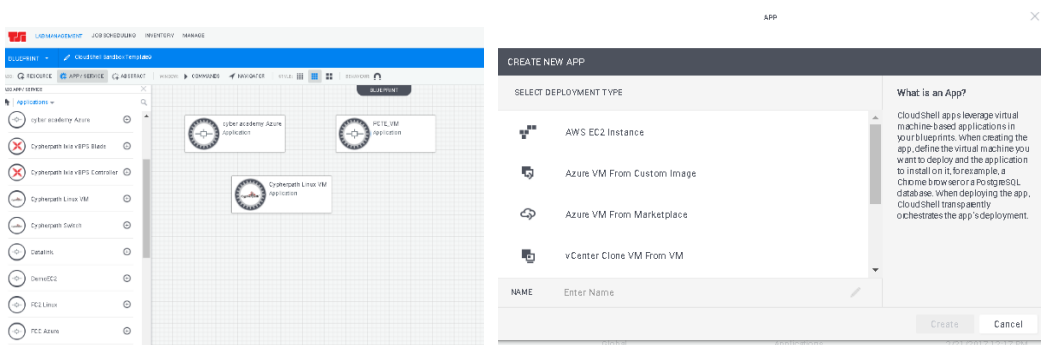 LAB MANAGEMENT JOB SCHEDULING INVENTORY MANAGE
BLUEPRINT
CloudShell Sandbox Template8
RESOURCE APP / SERVICE ABSTRACT COMMANDS NAVIGATOR
BLUEPRINT
Applications
cyber academy Azure
Cypherpath Ixia vBPS Blade
Cypherpath Ixia vBPS Controller
Cypherpath Linux VM
Cypherpath Switch
Datalink
DemoEC2
EC2 Linux
FCC Azure
cyber academy Azure
Application
PCTE_VM
Application
Cypherpath Linux VM
Application
APP
CREATE NEW APP
SELECT DEPLOYMENT TYPE
AWS EC2 Instance
Azure VM From Custom Image
Azure VM From Marketplace
vCenter Clone VM From VM
NAME Enter Name
What is an App?
CloudShell apps leverage virtual
machine-based applications in
your blueprints. When creating the
app, define the virtual machine you
want to deploy and the application
to install on it, for example, a
Chrome browser or a PostgreSQL
database. When deploying the app,
CloudShell transparently
orchestrates the app's deployment.
Create Cancel